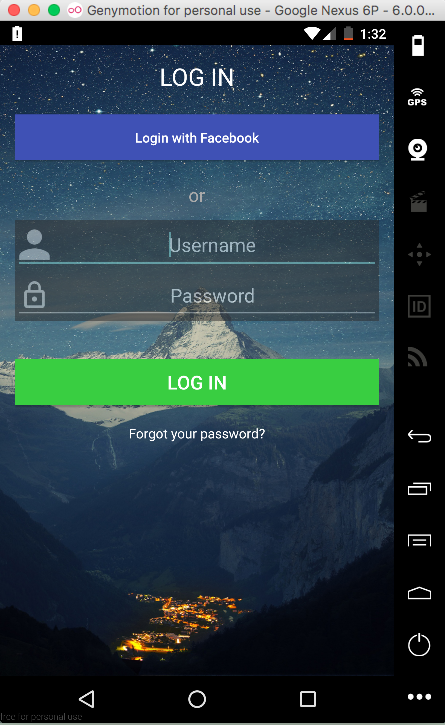 Genymotion for personal use - Google Nexus 6P - 6.0.0...
1:32
LOG IN
GPS
Login with Facebook
or
Username
ID
Password
LOG IN
Forgot your password?
free for personal use